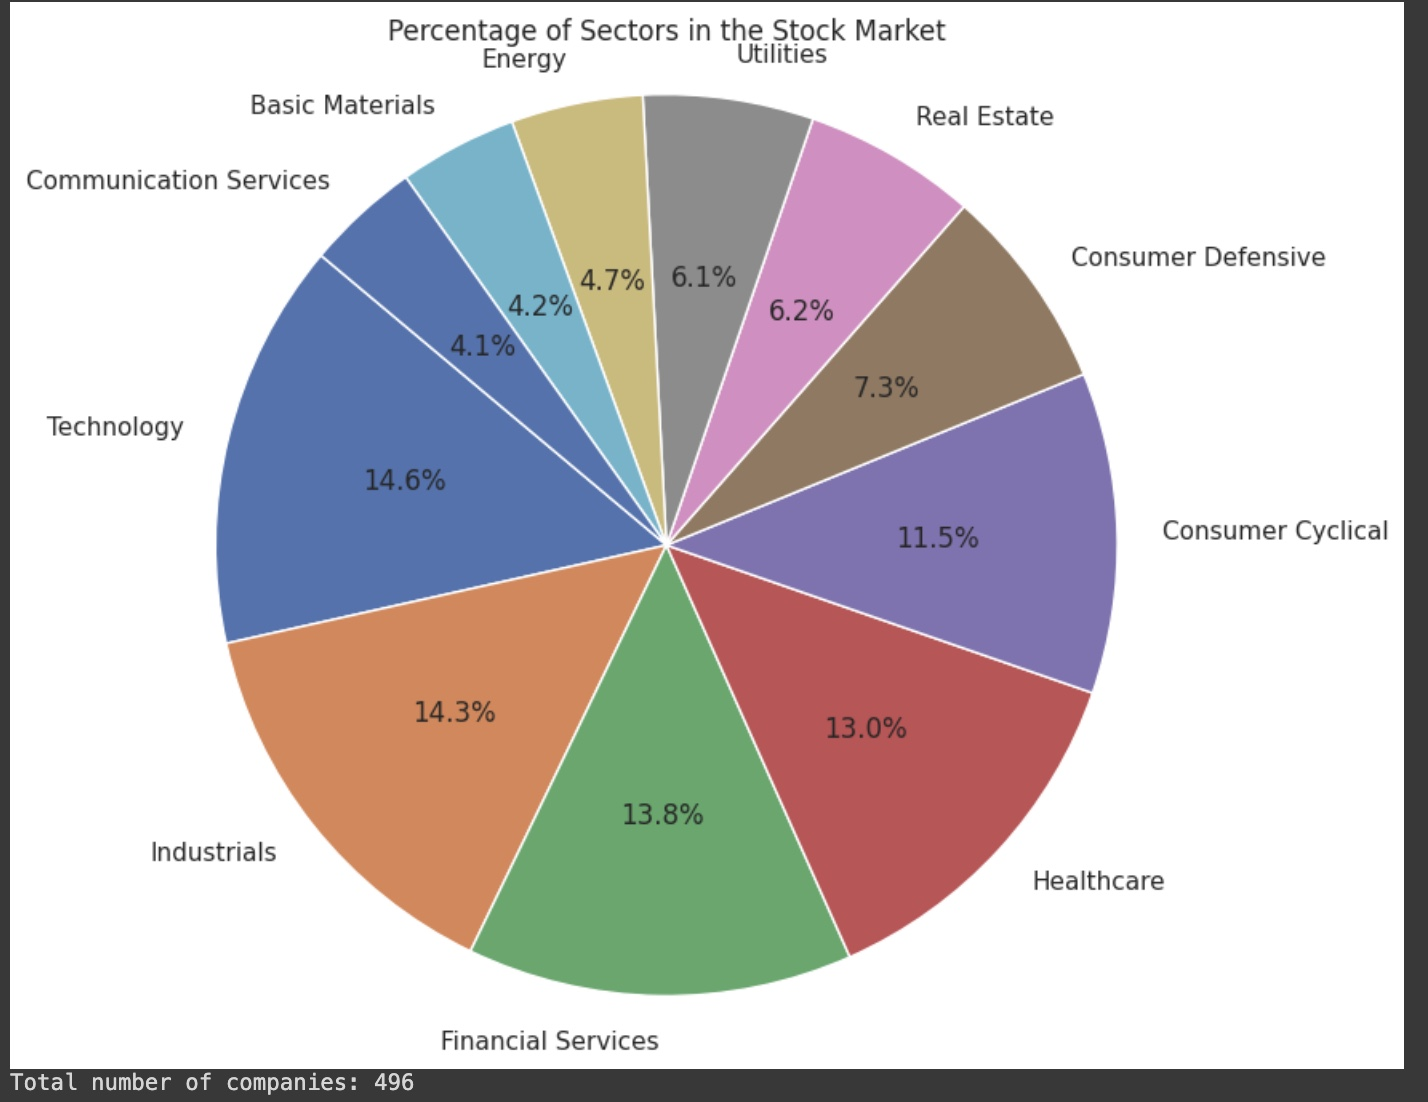 Percentage of Sectors in the Stock Market
Energy
Utilities
Basic Materials
Real Estate
Communication Services
Consumer Defensive
4.7%
6.1%
4.2%
6.2%
4.1%
7.3%
Technology
14.6%
11.5%
Consumer Cyclical
14.3%
13.0%
13.8%
Industrials
Healthcare
Financial Services
Total number of companies: 496